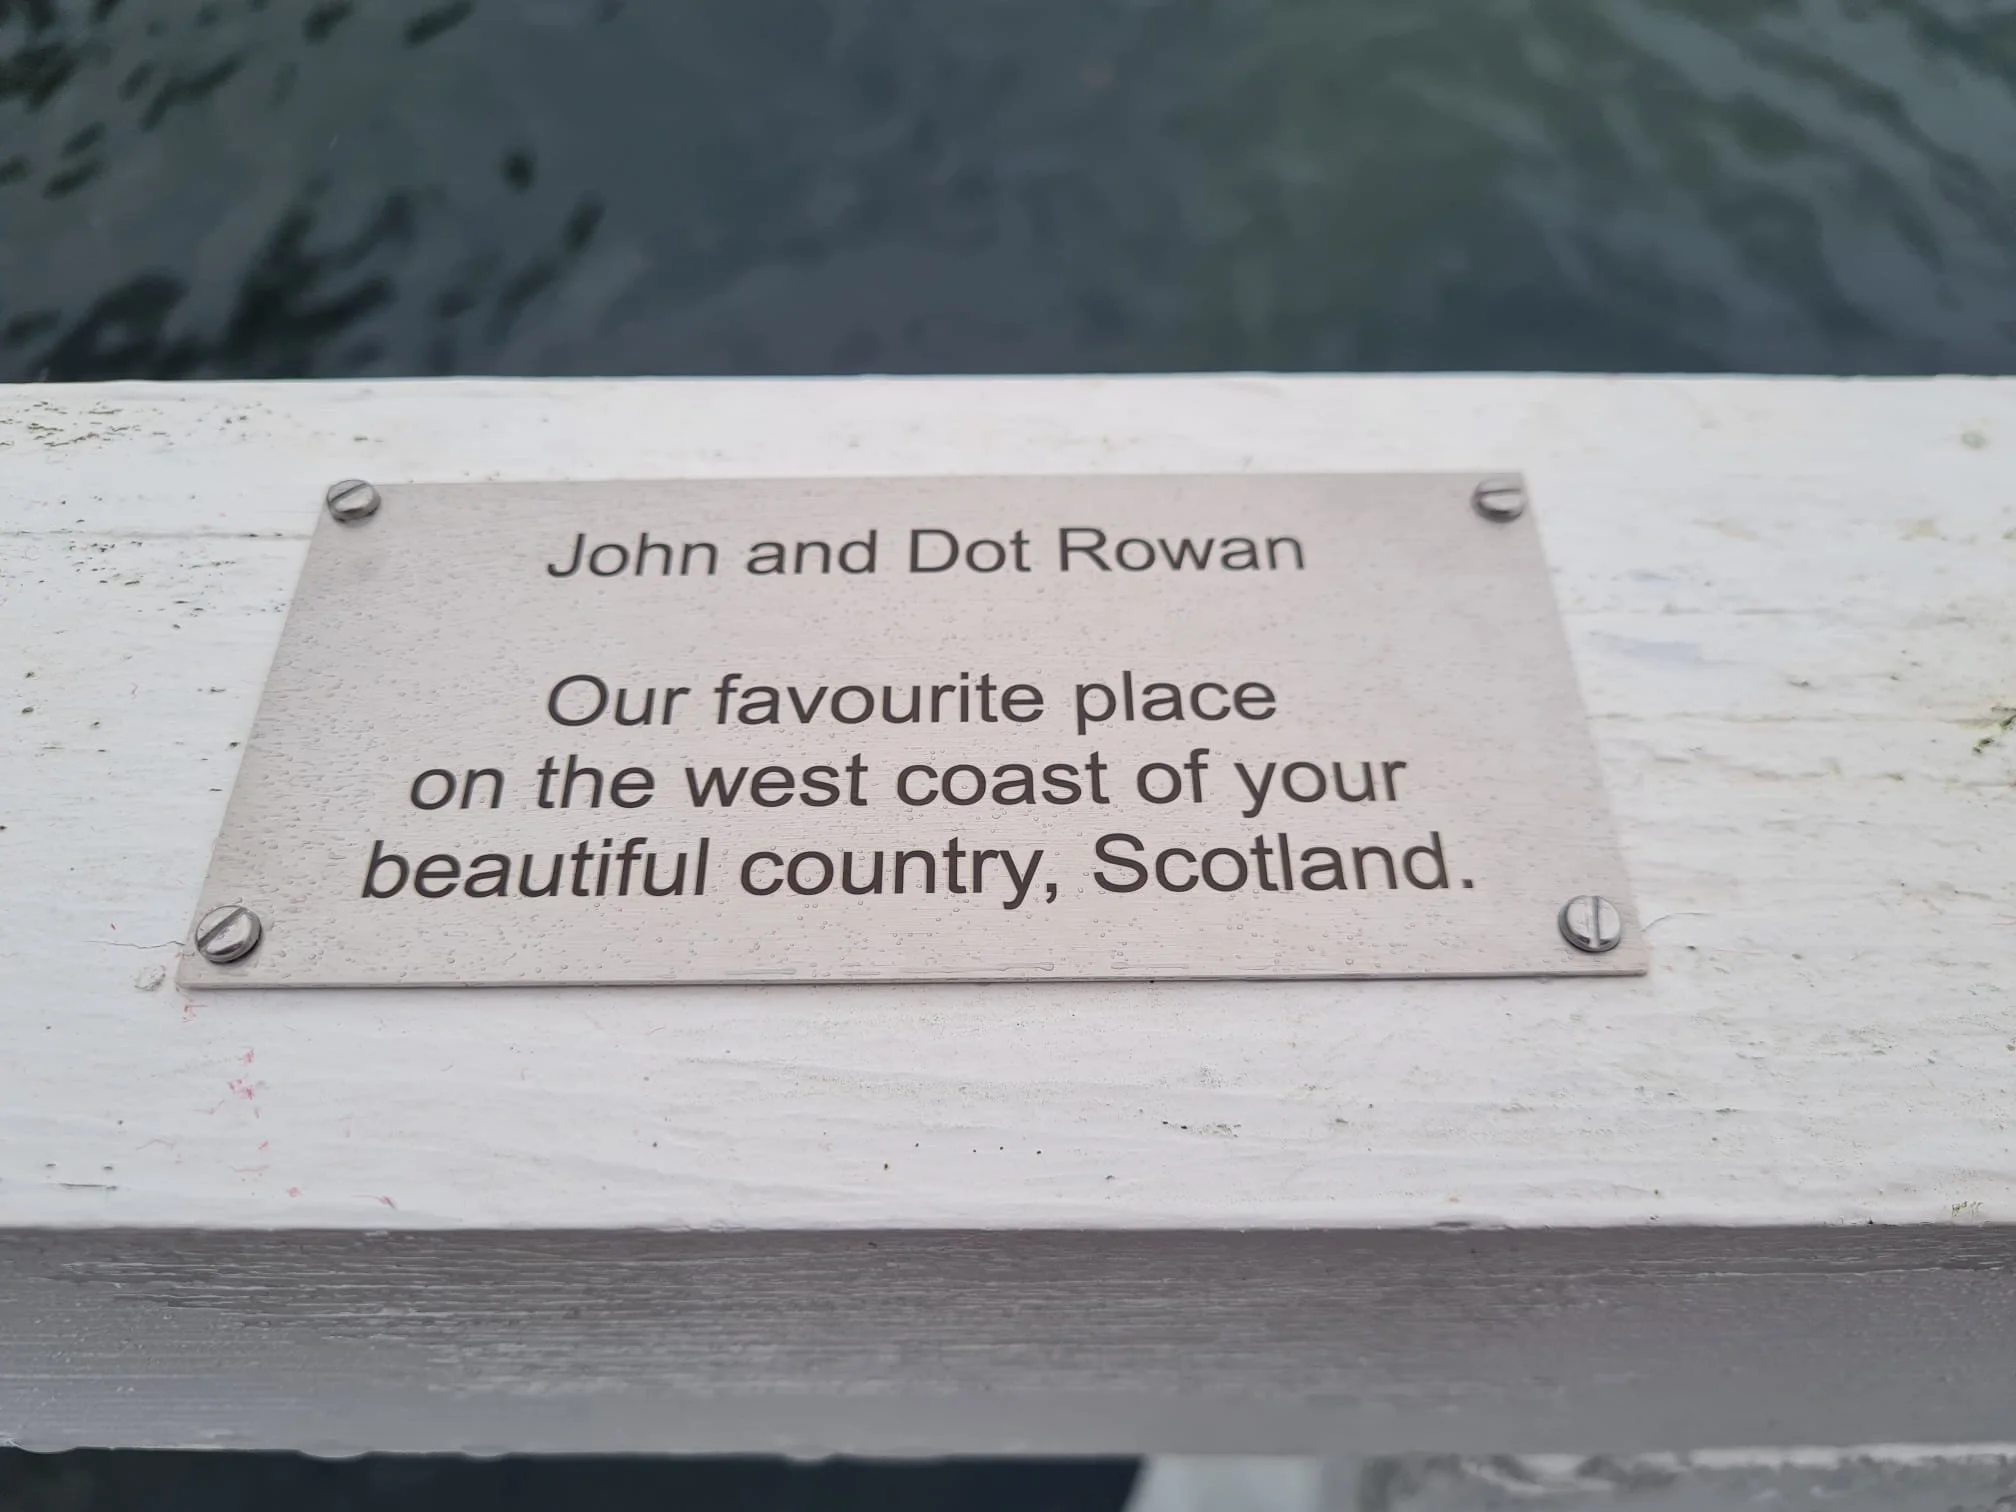 John and Dot Rowan
Our favourite place
on the west coast of your
beautiful country, Scotland.